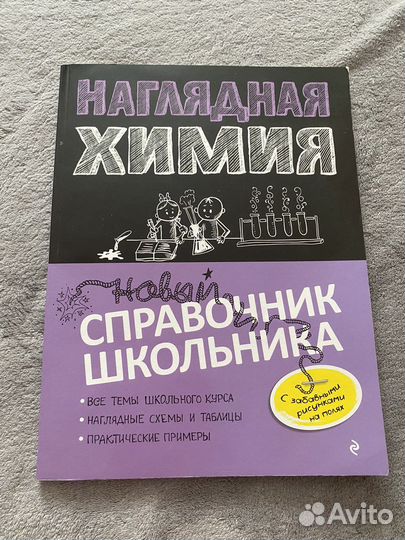 НАГЛЯДНАЯ
ХИМИЯ
Новый
СПРАВОЧНИК
ШКОЛЬНИКА
• ВСЕ ТЕМЫ ШКОЛЬНОГО КУРСА
• НАГЛЯДНЫЕ СХЕМЫ И ТАБЛИЦЫ
• ПРАКТИЧЕСКИЕ ПРИМЕРЫ
С забавными
рисунками
на полях
Avito